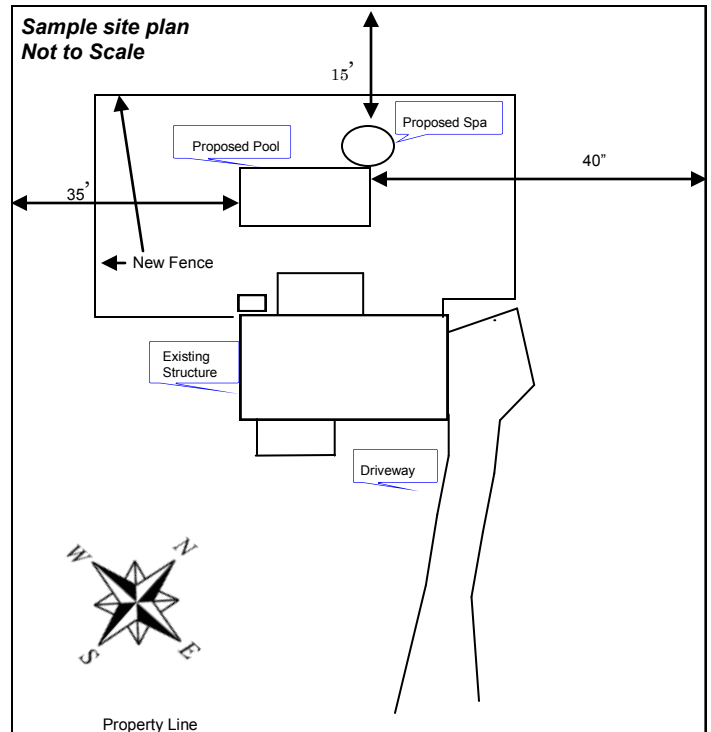 Sample site plan
Not to Scale
15’
Proposed Spa
Proposed Pool
40”
35’
New Fence
Existing
Structure
Driveway
W
N
S
E
Property Line